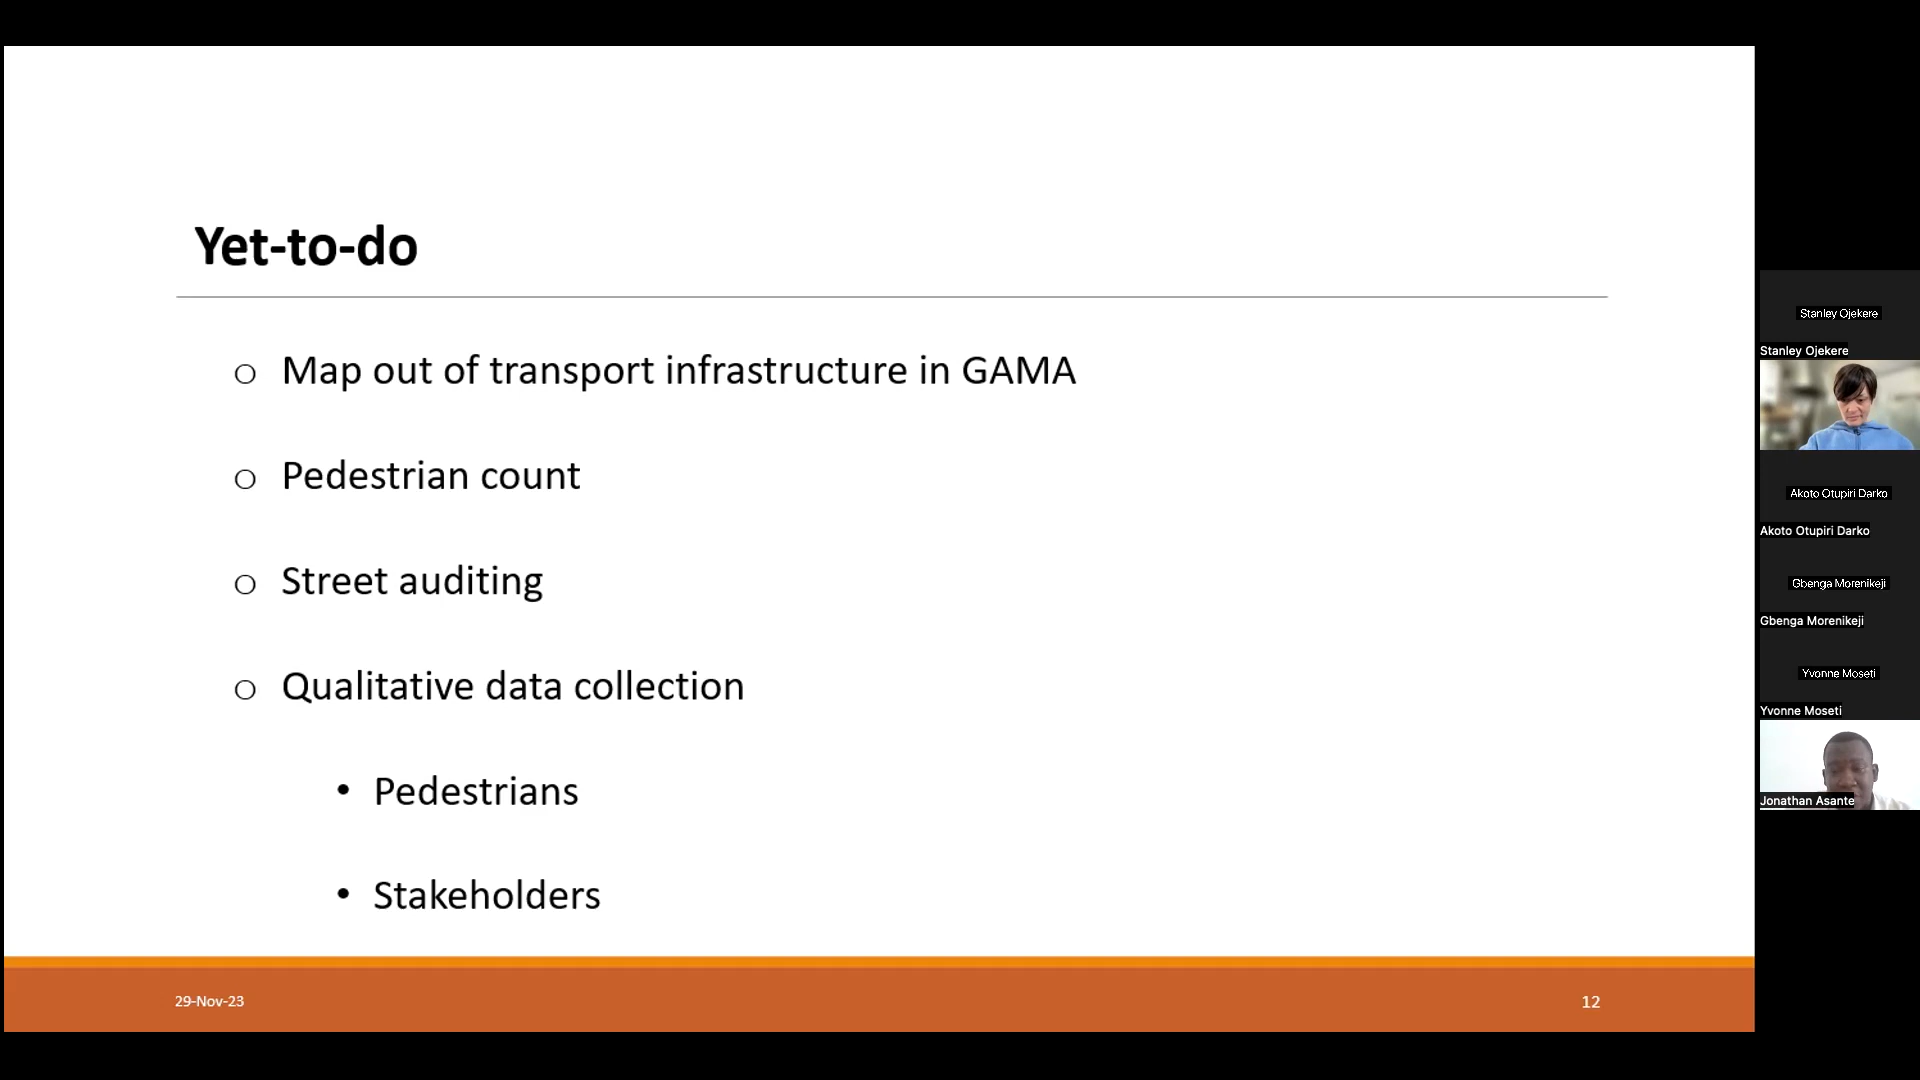 Yet-to-do
o Map out of transport infrastructure in GAMA
o Pedestrian count
o Street auditing
o Qualitative data collection
• Pedestrians
• Stakeholders
29-Nov-23
12
Stanley Ojekere
Stanley Ojekere
Akoto Otupiri Darko
Akoto Otupiri Darko
Gbenga Morenikeji
Gbenga Morenikeji
Yvonne Moseti
Yvonne Moseti
Jonathan Asante